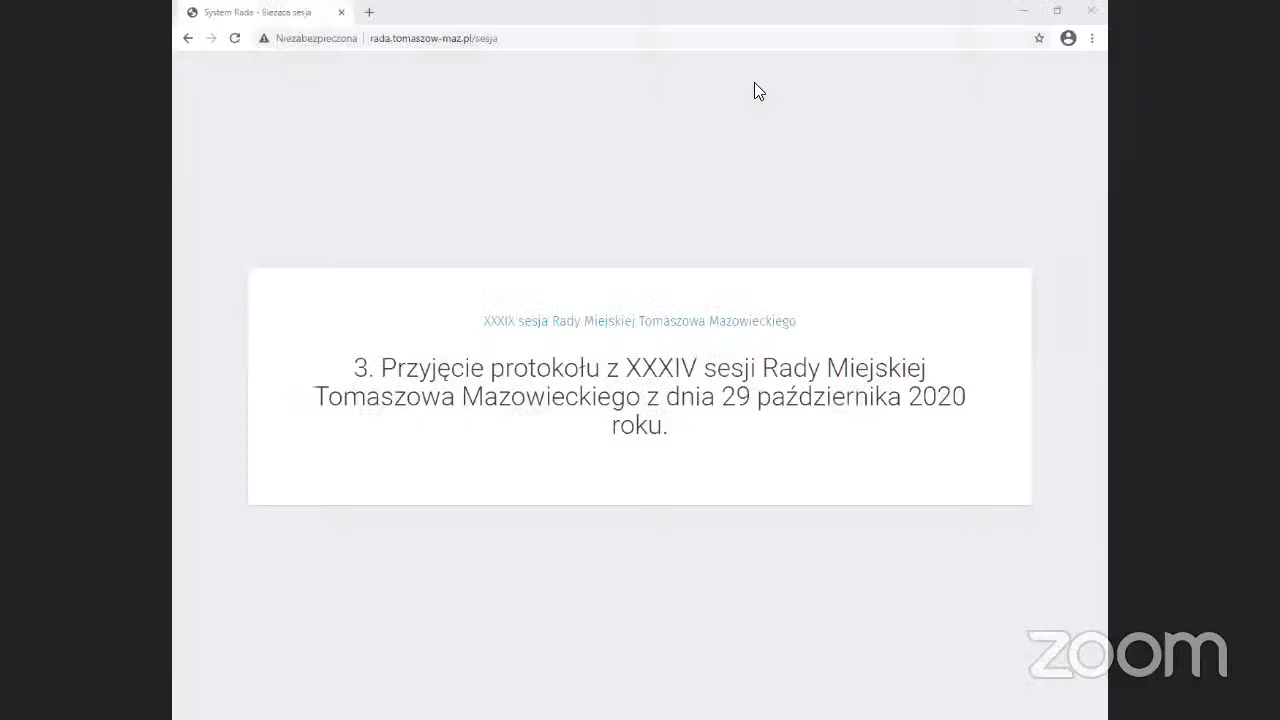 System Rada - Bieżąca sesja
Niezabezpieczona
rada.tomaszow-maz.pl/sesja
XXXIX sesja Rady Miejskiej Tomaszowa Mazowieckiego
3. Przyjęcie protokołu z XXXIV sesji Rady Miejskiej
Tomaszowa Mazowieckiego z dnia 29 października 2020
roku.
zoom